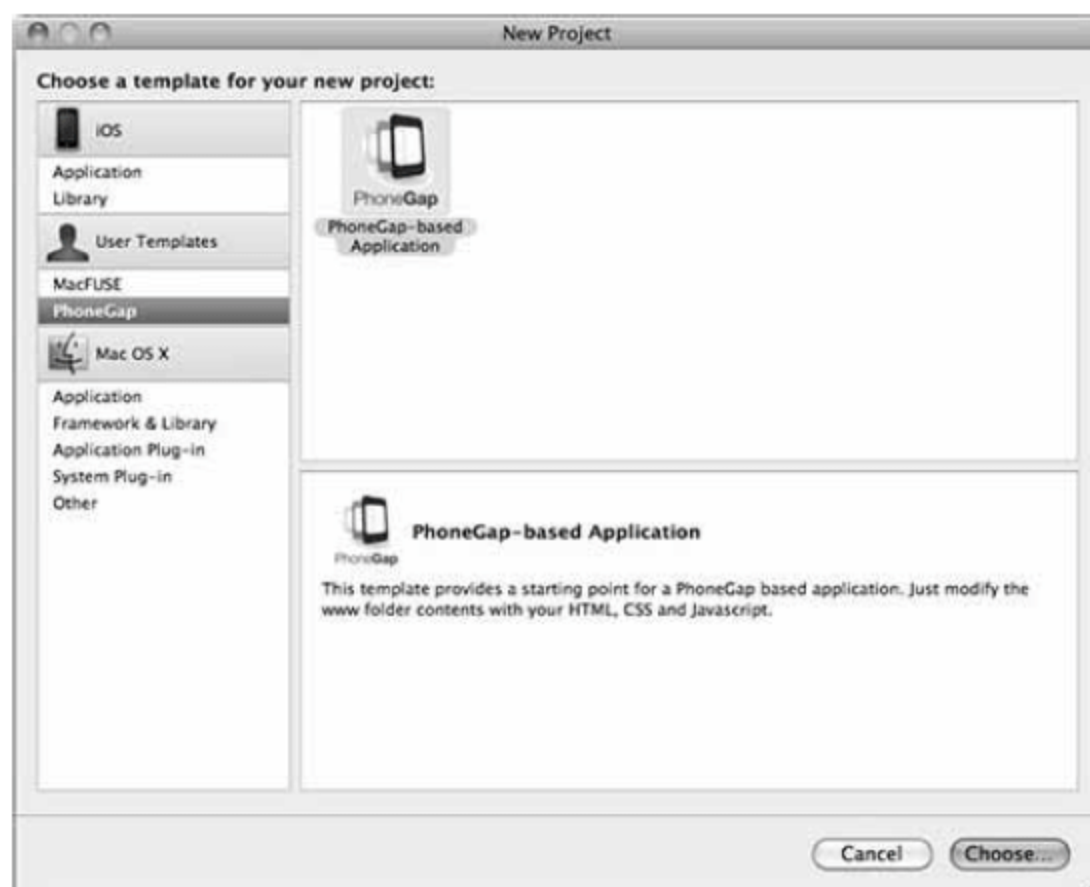 New Project
Choose a template for your new project:
iOS
Application
Library
User Templates
MacFUSE
PhoneGap
Mac OS X
Application
Framework & Library
Application Plug-in
System Plug-in
Other
PhoneGap
PhoneGap-based
Application
PhoneGap
PhoneGap-based Application
This template provides a starting point for a PhoneGap based application. Just modify the
www folder contents with your HTML, CSS and Javascript.
Cancel
Choose...